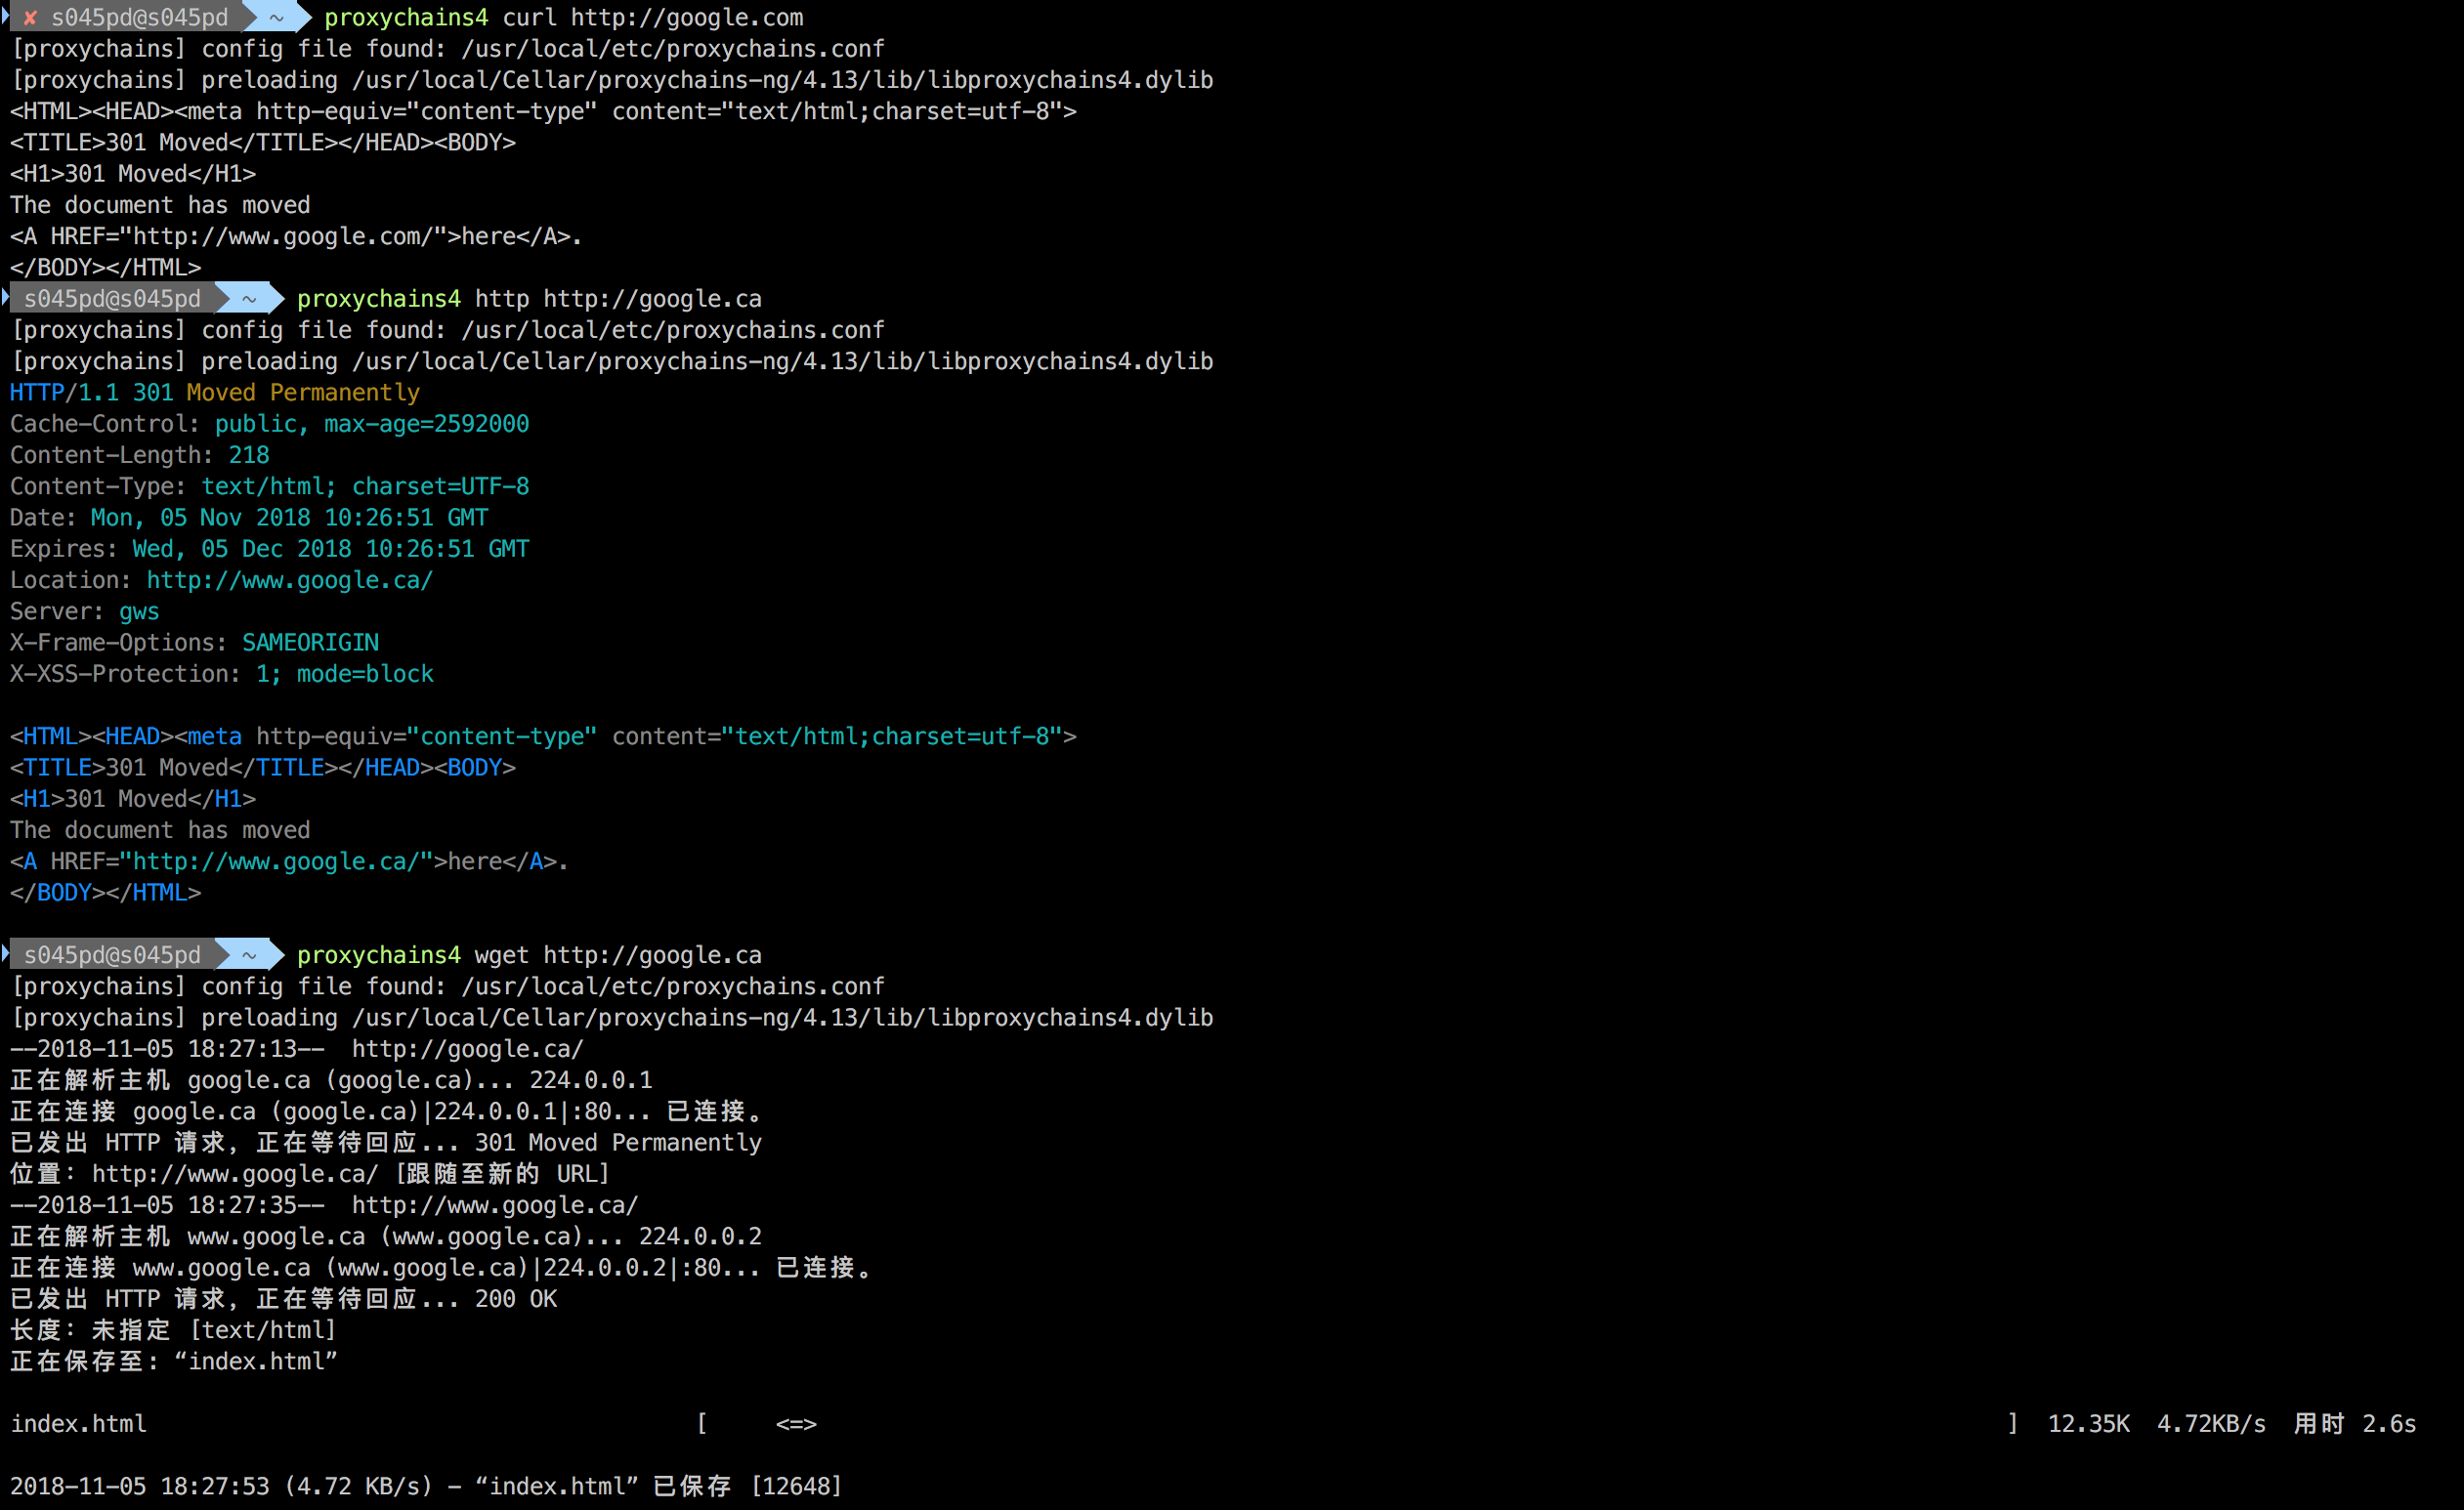 ✘ s045pd@s045pd ~ proxychains4 curl http://google.com
[proxychains] config file found: /usr/local/etc/proxychains.conf
[proxychains] preloading /usr/local/Cellar/proxychains-ng/4.13/lib/libproxychains4.dylib
<HTML><HEAD><meta http-equiv="content-type" content="text/html;charset=utf-8">
<TITLE>301 Moved</TITLE></HEAD><BODY>
<H1>301 Moved</H1>
The document has moved
<A HREF="http://www.google.com/">here</A>.
</BODY></HTML>
s045pd@s045pd ~ proxychains4 http http://google.ca
[proxychains] config file found: /usr/local/etc/proxychains.conf
[proxychains] preloading /usr/local/Cellar/proxychains-ng/4.13/lib/libproxychains4.dylib
HTTP/1.1 301 Moved Permanently
Cache-Control: public, max-age=2592000
Content-Length: 218
Content-Type: text/html; charset=UTF-8
Date: Mon, 05 Nov 2018 10:26:51 GMT
Expires: Wed, 05 Dec 2018 10:26:51 GMT
Location: http://www.google.ca/
Server: gws
X-Frame-Options: SAMEORIGIN
X-XSS-Protection: 1; mode=block
<HTML><HEAD><meta http-equiv="content-type" content="text/html;charset=utf-8">
<TITLE>301 Moved</TITLE></HEAD><BODY>
<H1>301 Moved</H1>
The document has moved
<A HREF="http://www.google.ca/">here</A>.
</BODY></HTML>
s045pd@s045pd ~ proxychains4 wget http://google.ca
[proxychains] config file found: /usr/local/etc/proxychains.conf
[proxychains] preloading /usr/local/Cellar/proxychains-ng/4.13/lib/libproxychains4.dylib
--2018-11-05 18:27:13--  http://google.ca/
正在解析主机 google.ca (google.ca)... 224.0.0.1
正在连接 google.ca (google.ca)|224.0.0.1|:80... 已连接。
已发出 HTTP 请求，正在等待回应... 301 Moved Permanently
位置：http://www.google.ca/ [跟随至新的 URL]
--2018-11-05 18:27:35--  http://www.google.ca/
正在解析主机 www.google.ca (www.google.ca)... 224.0.0.2
正在连接 www.google.ca (www.google.ca)|224.0.0.2|:80... 已连接。
已发出 HTTP 请求，正在等待回应... 200 OK
长度：未指定 [text/html]
正在保存至: “index.html”
index.html [ <=> ] 12.35K 4.72KB/s 用时 2.6s
2018-11-05 18:27:53 (4.72 KB/s) - “index.html” 已保存 [12648]